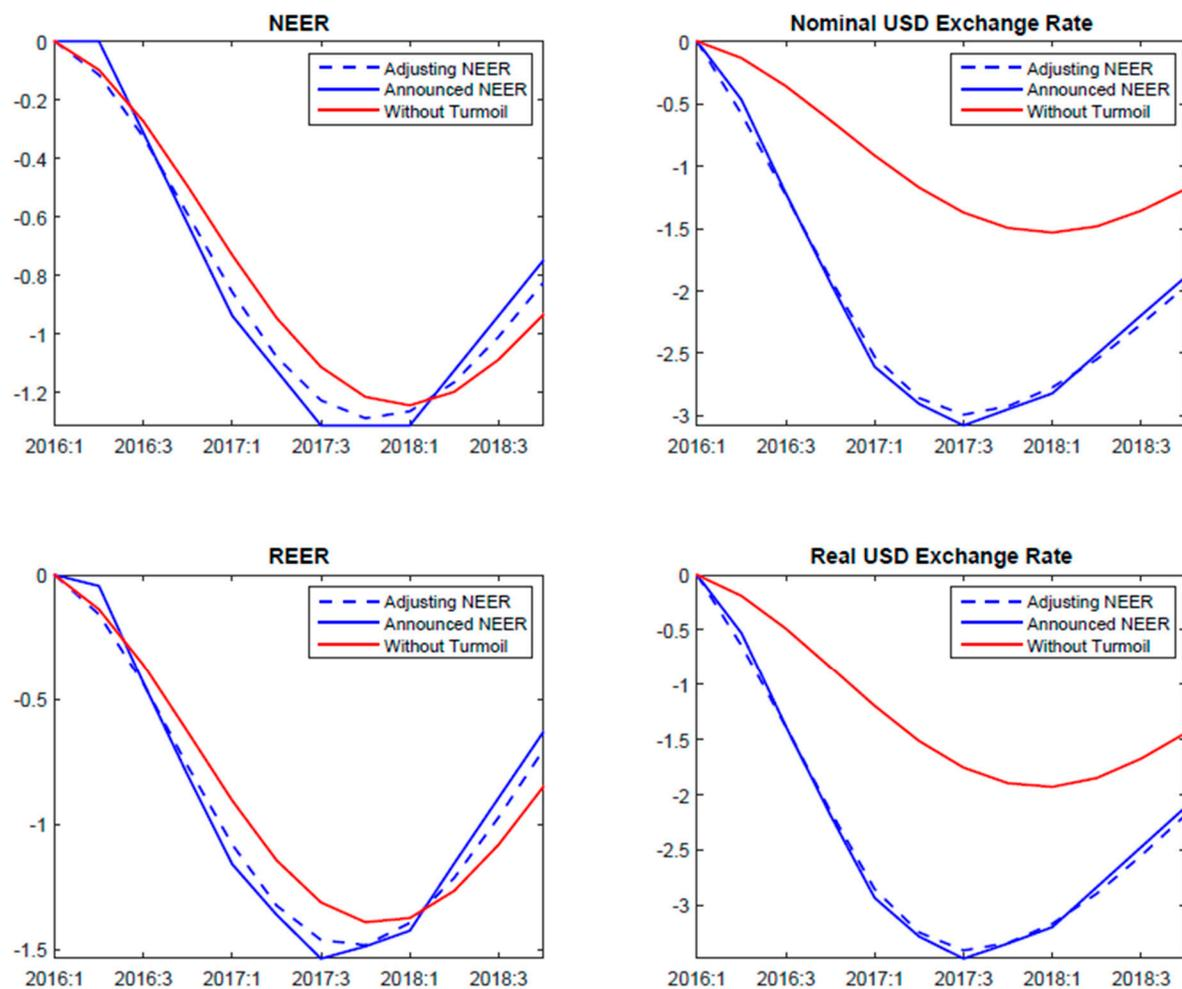 NEER
0
-0.2
-0.4
-0.6
-0.8
-1
-1.2
Adjusting NEER
Announced NEER
Without Turmoil
2016:1 2016:3 2017:1 2017:3 2018:1 2018:3
Nominal USD Exchange Rate
0
-0.5
-1
-1.5
-2
-2.5
-3
Adjusting NEER
Announced NEER
Without Turmoil
2016:1 2016:3 2017:1 2017:3 2018:1 2018:3
REER
0
-0.5
-1
-1.5
Adjusting NEER
Announced NEER
Without Turmoil
2016:1 2016:3 2017:1 2017:3 2018:1 2018:3
Real USD Exchange Rate
0
-0.5
-1
-1.5
-2
-2.5
-3
Adjusting NEER
Announced NEER
Without Turmoil
2016:1 2016:3 2017:1 2017:3 2018:1 2018:3